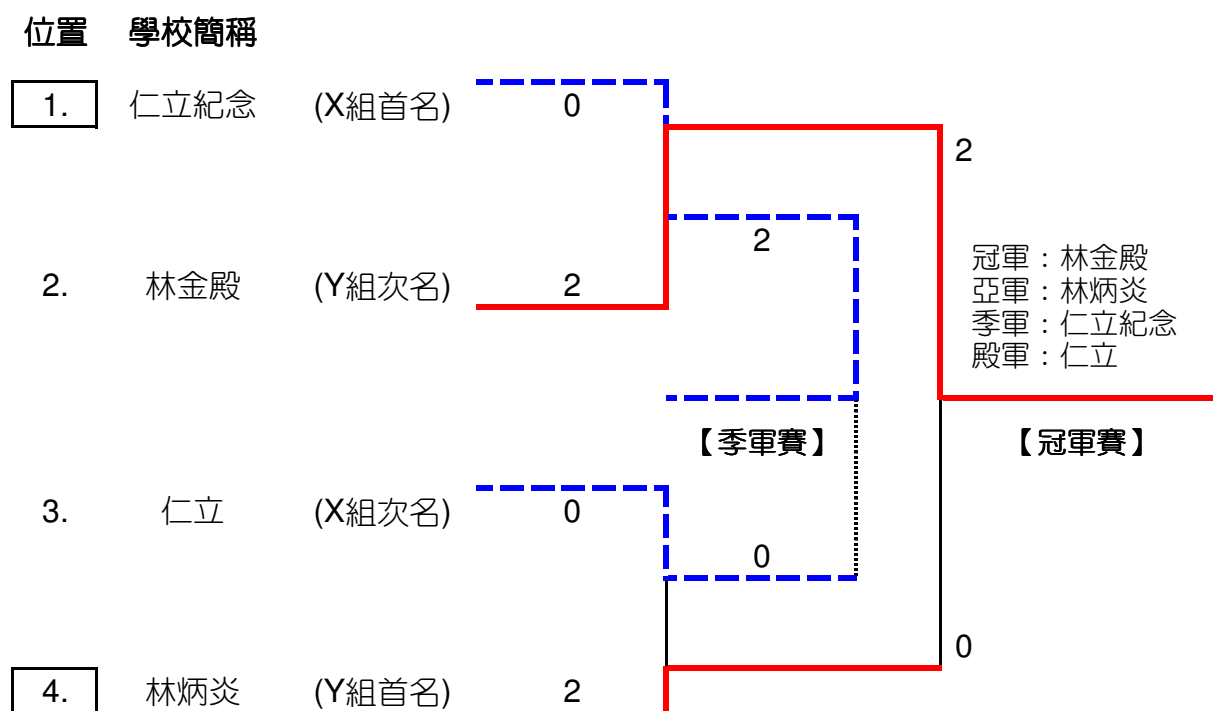 位置 學校簡稱
1. 仁立紀念 (X組首名) 0
2
2
2. 林金殿 (Y組次名) 2
冠軍：林金殿
亞軍：林炳炎
季軍：仁立紀念
殿軍：仁立
【季軍賽】 【冠軍賽】
3. 仁立 (X組次名) 0
0
0
4. 林炳炎 (Y組首名) 2